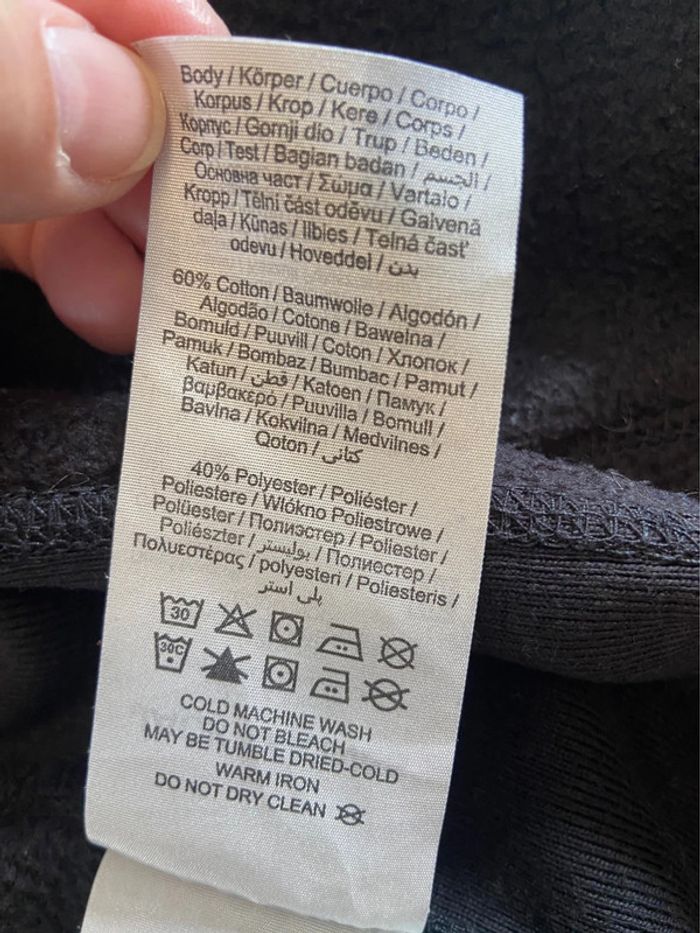 Body / Körper / Cuerpo / Corpo /
Korpus / Krop / Kere / Corps /
Корпус / Gornji dio / Trup / Beden /
Corp / Test / Bagian badan / الجسم /
Основна част / Σώμα / Vartalo /
Kropp / Tělní část oděvu / Galvenā
daļa / Kūnas / Ilbies / Telná časť
odevu / Hoveddel / بدن
60% Cotton / Baumwolle / Algodón /
Algodão / Cotone / Bawełna /
Bomuld / Puuvill / Coton / Хлопок /
Pamuk / Bombaz / Bumbac / Pamut /
Katun / قطن / Katoen / Памук /
Βαμβακερό / Puuvilla / Bomull /
Bavlna / Kokvilna / Medvilnes /
Qoton / كتانى
40% Polyester / Poliéster /
Poliestere / Włókno Poliestrowe /
Polüester / Полиэстер / Poliester /
Poliészter / بوليستر / Полиестер /
Πολυεστέρας / polyesteri / Poliesteris /
پلی استر
30
30C
COLD MACHINE WASH
DO NOT BLEACH
MAY BE TUMBLE DRIED-COLD
WARM IRON
DO NOT DRY CLEAN